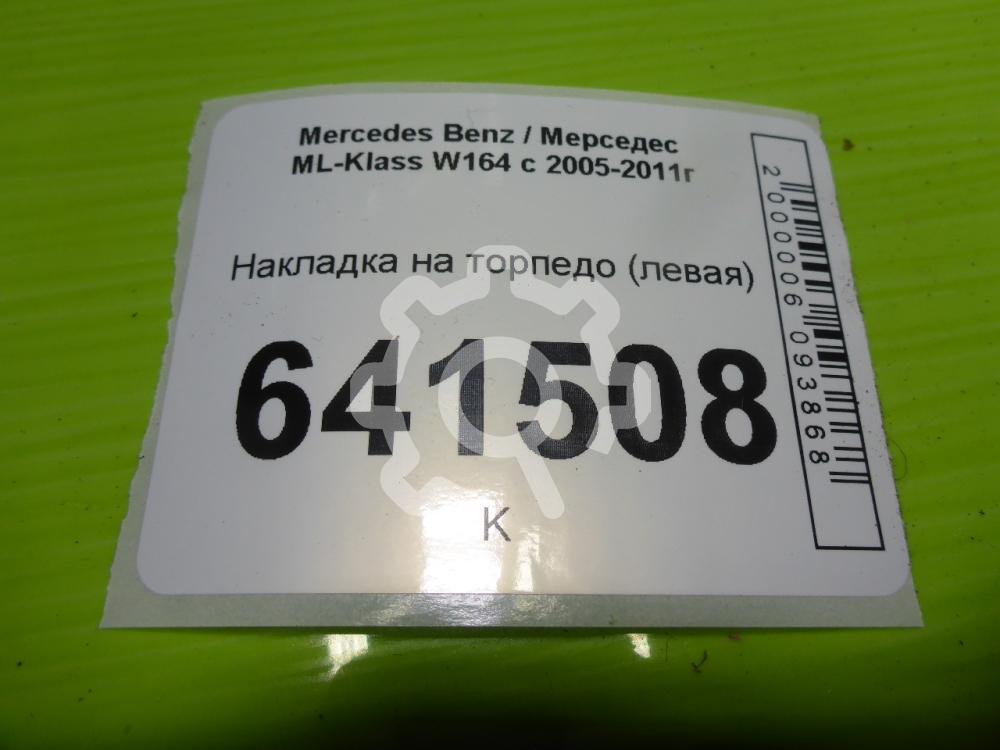 Mercedes Benz / Мерседес
ML-Klass W164 с 2005-2011г
Накладка на торпедо (левая)
641508
К
2000006093868